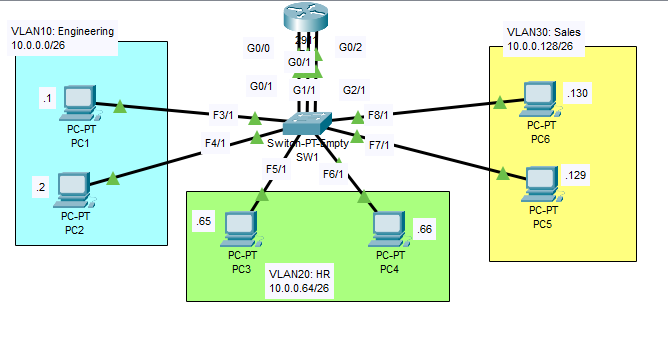 VLAN10: Engineering
10.0.0.0/26
VLAN30: Sales
10.0.0.128/26
2911
G0/0
G0/2
G0/1
G0/1
G1/1
G2/1
.1
PC-PT
PC1
.2
PC-PT
PC2
F3/1
F4/1
F8/1
F7/1
Switch-PT-Empty
SW1
F5/1
F6/1
.130
PC-PT
PC6
.129
PC-PT
PC5
.65
PC-PT
PC3
.66
PC-PT
PC4
VLAN20: HR
10.0.0.64/26